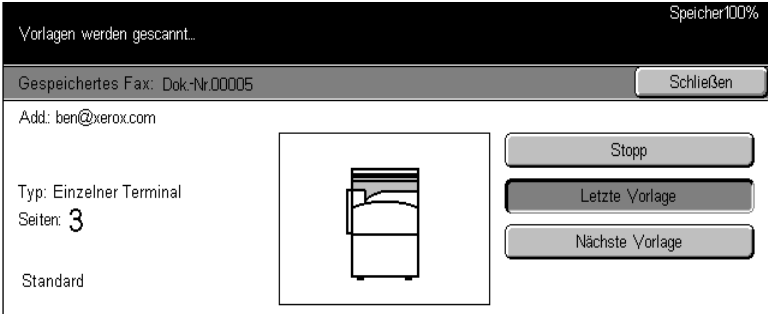 Speicher100%
Vorlagen werden gescannt...
Gespeichertes Fax: Dok.-Nr.00005
Schließen
Add.: ben@xerox.com
Stopp
Typ: Einzelner Terminal
Letzte Vorlage
Seiten: 3
Nächste Vorlage
Standard